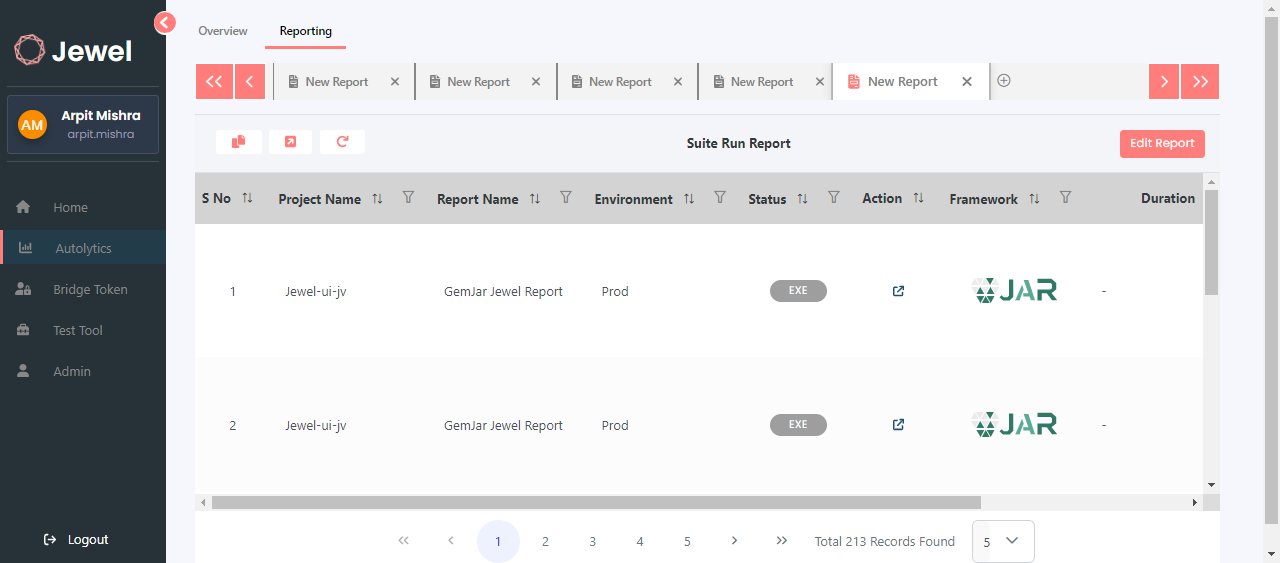 Jewel
AM
Arpit Mishra
arpit.mishra
Home
Autolytics
Bridge Token
Test Tool
Admin
Logout
Overview Reporting
New Report New Report New Report New Report New Report
Suite Run Report
Edit Report
S No Project Name Report Name Environment Status Action Framework Duration
1 Jewel-ui-jv GemJar Jewel Report Prod EXE JAR -
2 Jewel-ui-jv GemJar Jewel Report Prod EXE JAR -
1 2 3 4 5 Total 213 Records Found 5